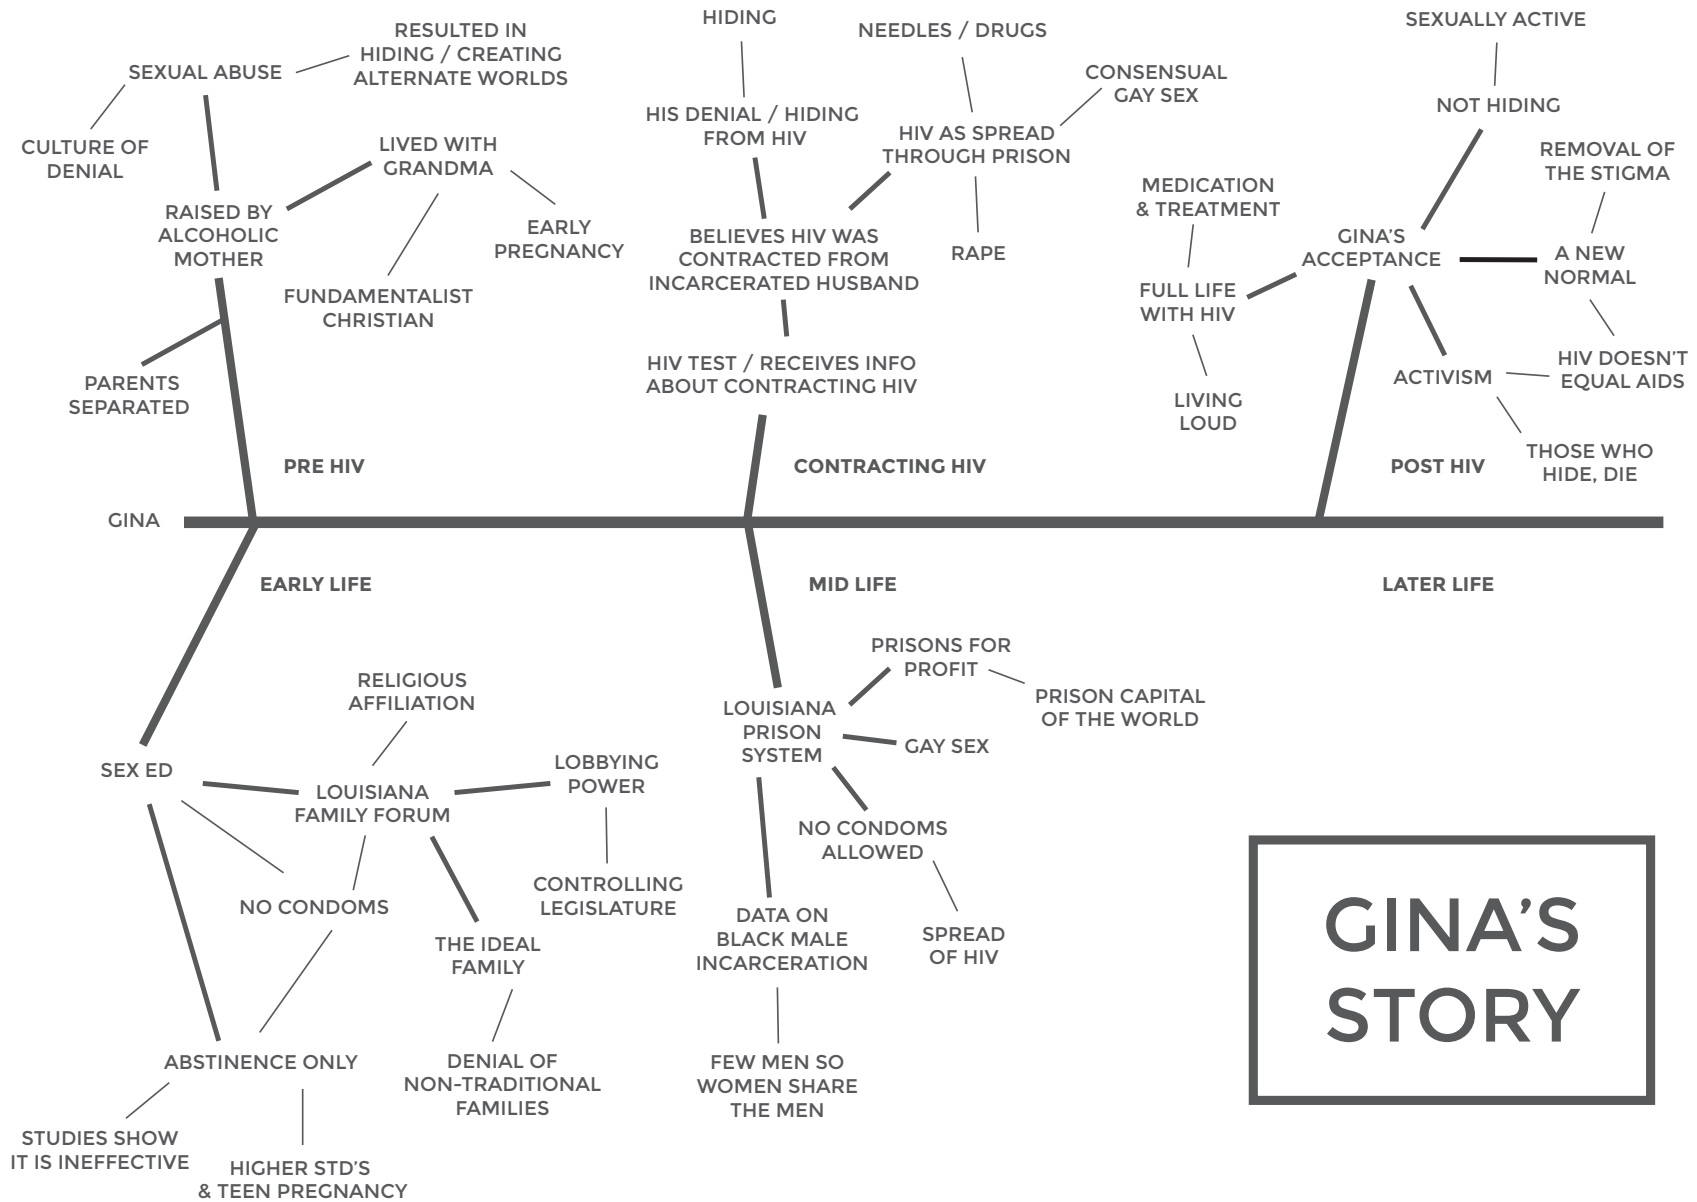 SEXUAL ABUSE
RESULTED IN
HIDING / CREATING
ALTERNATE WORLDS
CULTURE OF
DENIAL
LIVED WITH
GRANDMA
RAISED BY
ALCOHOLIC
MOTHER
EARLY
PREGNANCY
FUNDAMENTALIST
CHRISTIAN
PARENTS
SEPARATED
PRE HIV
HIDING
NEEDLES / DRUGS
CONSENSUAL
GAY SEX
HIS DENIAL / HIDING
FROM HIV
HIV AS SPREAD
THROUGH PRISON
BELIEVES HIV WAS
CONTRACTED FROM
INCARCERATED HUSBAND
RAPE
HIV TEST / RECEIVES INFO
ABOUT CONTRACTING HIV
CONTRACTING HIV
SEXUALLY ACTIVE
NOT HIDING
REMOVAL OF
THE STIGMA
MEDICATION
& TREATMENT
GINA'S
ACCEPTANCE
A NEW
NORMAL
FULL LIFE
WITH HIV
HIV DOESN'T
EQUAL AIDS
ACTIVISM
LIVING
LOUD
THOSE WHO
HIDE, DIE
POST HIV
GINA
EARLY LIFE
MID LIFE
LATER LIFE
RELIGIOUS
AFFILIATION
SEX ED
LOUISIANA
FAMILY FORUM
LOBBYING
POWER
NO CONDOMS
CONTROLLING
LEGISLATURE
THE IDEAL
FAMILY
ABSTINENCE ONLY
DENIAL OF
NON-TRADITIONAL
FAMILIES
STUDIES SHOW
IT IS INEFFECTIVE
HIGHER STD'S
& TEEN PREGNANCY
PRISONS FOR
PROFIT
PRISON CAPITAL
OF THE WORLD
LOUISIANA
PRISON
SYSTEM
GAY SEX
NO CONDOMS
ALLOWED
DATA ON
BLACK MALE
INCARCERATION
SPREAD
OF HIV
FEW MEN SO
WOMEN SHARE
THE MEN
GINA'S
STORY